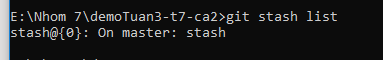 E:\Nhom 7\demoTuan3-t7-ca2>git stash list
stash@{0}: On master: stash